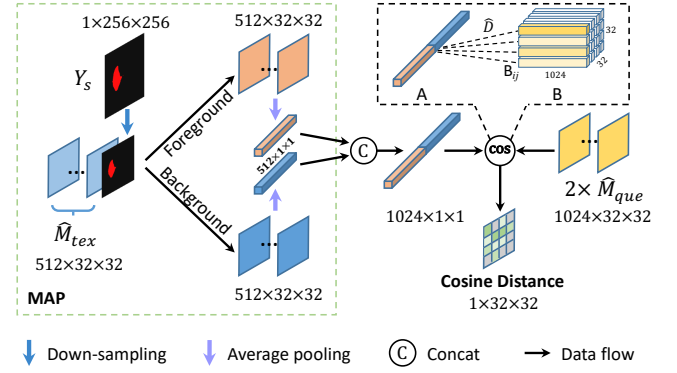 1×256×256
512×32×32
Y_s
Foreground
Background
512×1×1
M̂_tex
512×32×32
512×32×32
MAP
D̂
32
32
B_ij
1024
A
B
C
cos
1024×1×1
2× M̂_que
1024×32×32
Cosine Distance
1×32×32
Down-sampling
Average pooling
C
Concat
Data flow